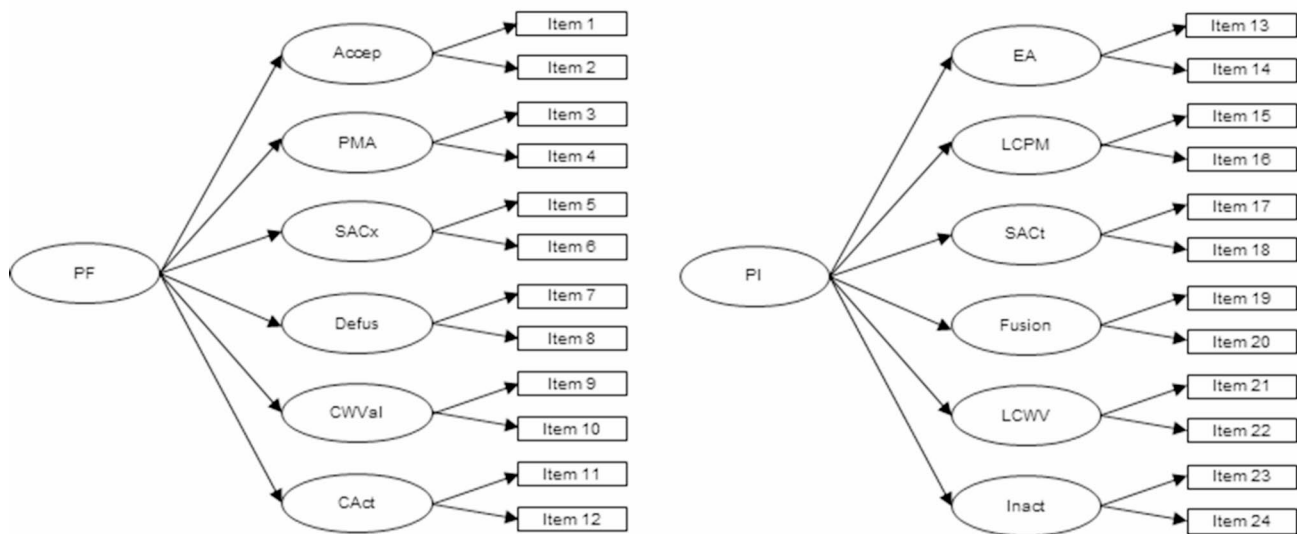 PF
Accep
Item 1
Item 2
PMA
Item 3
Item 4
SACx
Item 5
Item 6
Defus
Item 7
Item 8
CWVal
Item 9
Item 10
CAct
Item 11
Item 12
PI
EA
Item 13
Item 14
LCPM
Item 15
Item 16
SACt
Item 17
Item 18
Fusion
Item 19
Item 20
LCWV
Item 21
Item 22
Inact
Item 23
Item 24